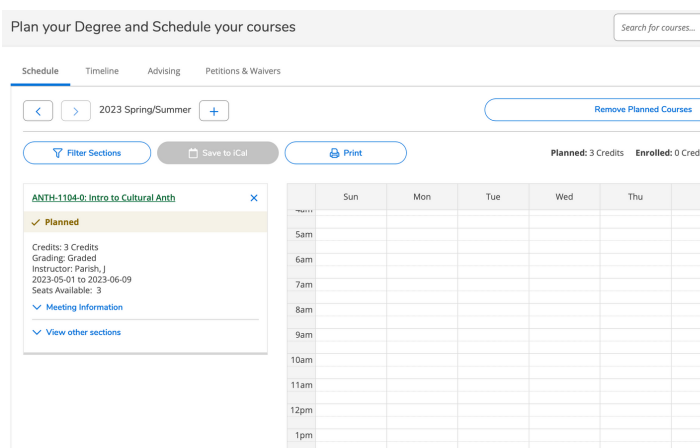 Plan your Degree and Schedule your courses
Search for courses...
Schedule Timeline Advising Petitions & Waivers
2023 Spring/Summer
Remove Planned Courses
Filter Sections Save to iCal Print Planned: 3 Credits Enrolled: 0 Cred
ANTH-1104-0: Intro to Cultural Anth
Planned
Credits: 3 Credits
Grading: Graded
Instructor: Parish, J
2023-05-01 to 2023-06-09
Seats Available: 3
Meeting Information
View other sections
Sun Mon Tue Wed Thu
4am
5am
6am
7am
8am
9am
10am
11am
12pm
1pm